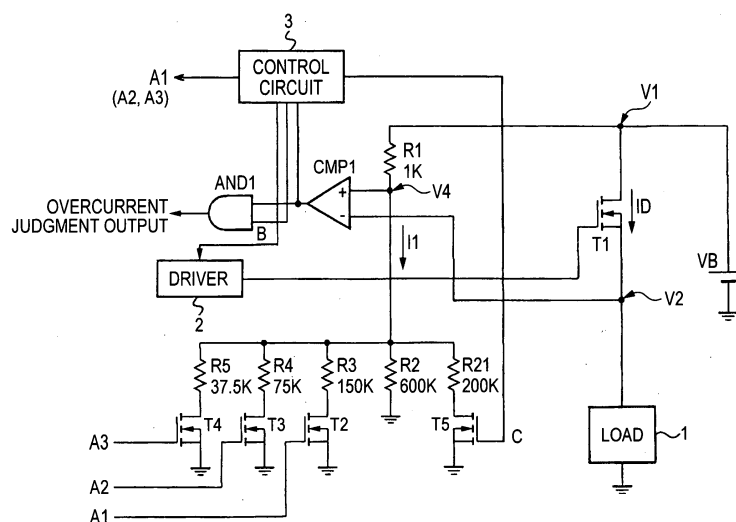 3
CONTROL
CIRCUIT
A1
(A2, A3)
V1
R1
1K
CMP1
+
-
V4
AND1
OVERCURRENT
JUDGMENT OUTPUT
B
I1
ID
T1
VB
DRIVER
2
V2
R5
37.5K
R4
75K
R3
150K
R2
600K
R21
200K
T4
T3
T2
T5
C
LOAD
1
A3
A2
A1